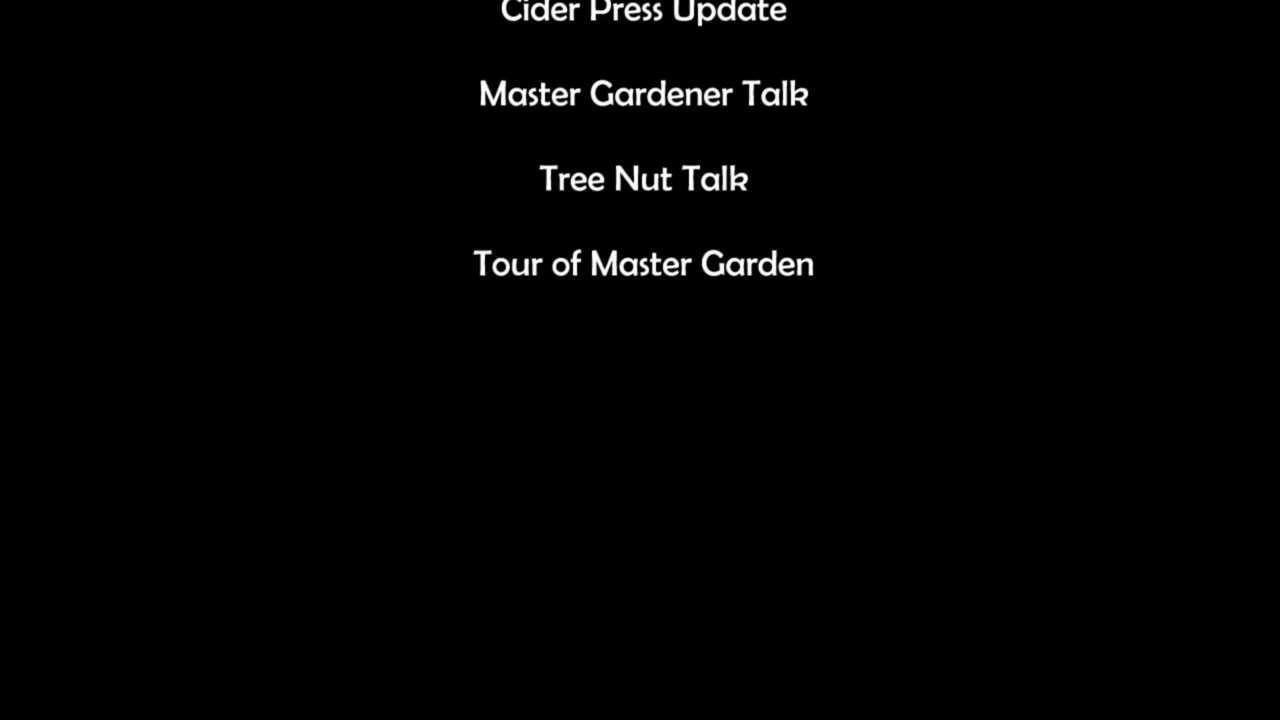 Cider Press Update
Master Gardener Talk
Tree Nut Talk
Tour of Master Garden